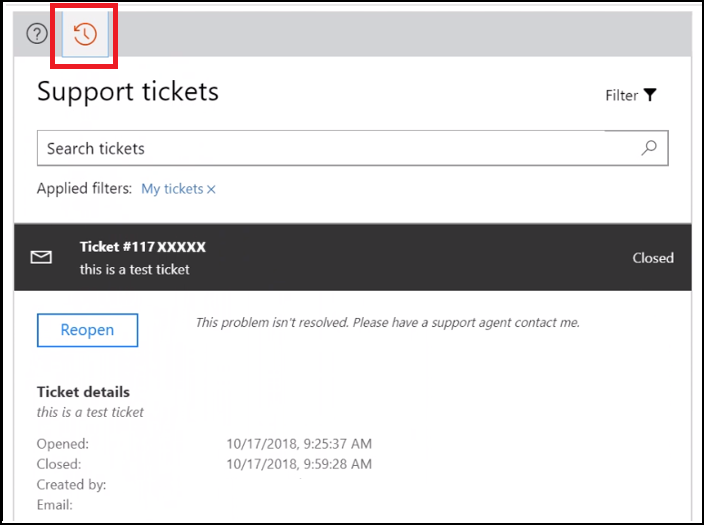 Support tickets
Filter
Search tickets
Applied filters: My tickets ×
Ticket #117XXXXX
this is a test ticket
Closed
Reopen
This problem isn't resolved. Please have a support agent contact me.
Ticket details
this is a test ticket
Opened: 10/17/2018, 9:25:37 AM
Closed: 10/17/2018, 9:59:28 AM
Created by:
Email: